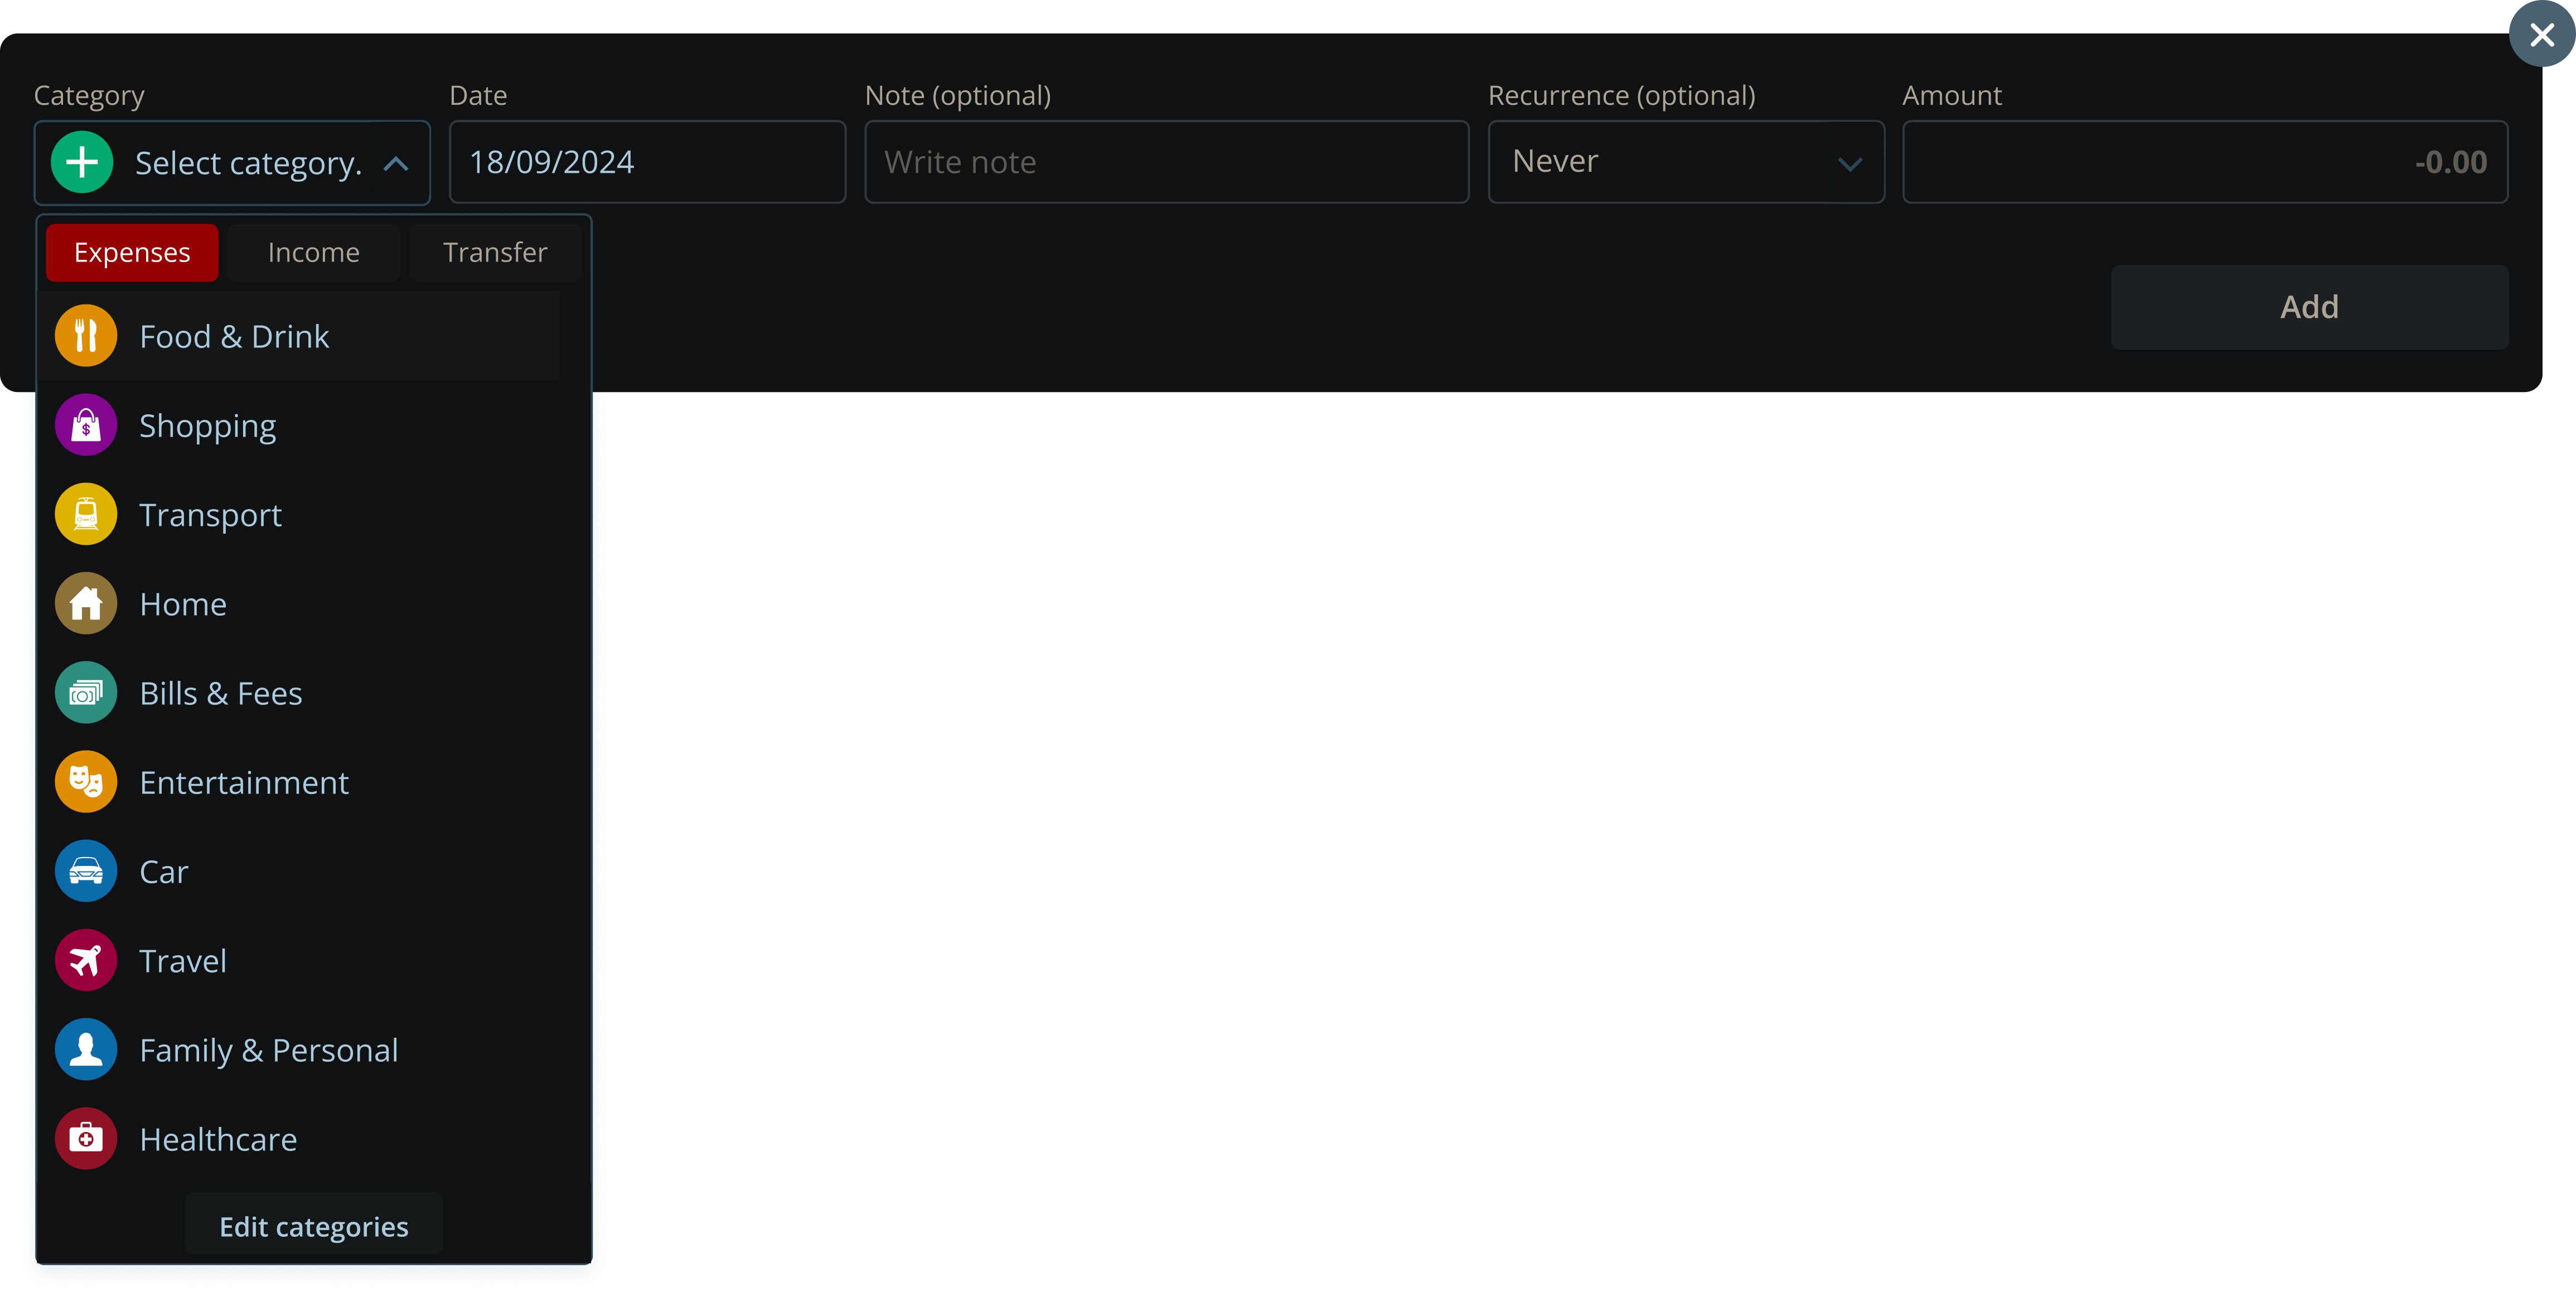 Category Date Note (optional) Recurrence (optional) Amount
Select category. 18/09/2024 Write note Never -0.00
Expenses Income Transfer
Add
Food & Drink
Shopping
Transport
Home
Bills & Fees
Entertainment
Car
Travel
Family & Personal
Healthcare
Edit categories